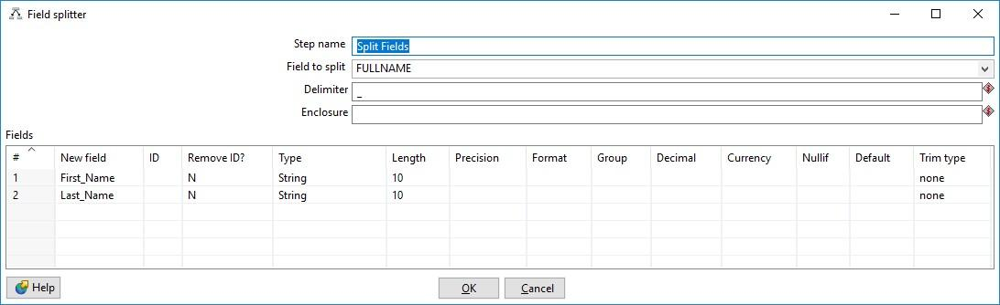 Field splitter
Step name Split Fields
Field to split FULLNAME
Delimiter _
Enclosure
Fields
# New field ID Remove ID? Type Length Precision Format Group Decimal Currency Nullif Default Trim type
1 First_Name N String 10 none
2 Last_Name N String 10 none
Help OK Cancel